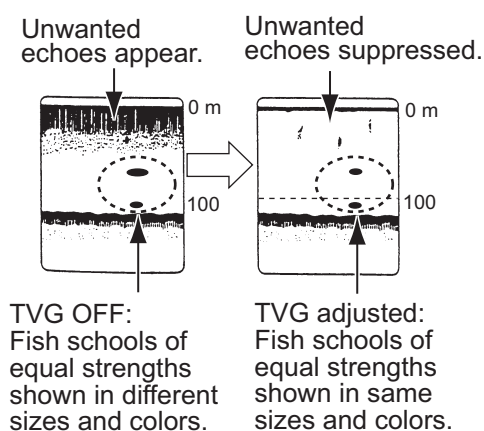 Unwanted
echoes appear.
Unwanted
echoes suppressed.
0 m
100
0 m
100
TVG OFF:
Fish schools of
equal strengths
shown in different
sizes and colors.
TVG adjusted:
Fish schools of
equal strengths
shown in same
sizes and colors.